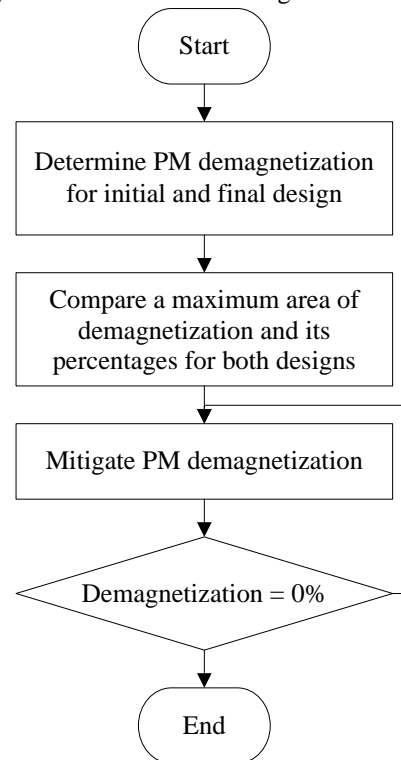 Start
Determine PM demagnetization
for initial and final design
Compare a maximum area of
demagnetization and its
percentages for both designs
Mitigate PM demagnetization
Demagnetization = 0%
End